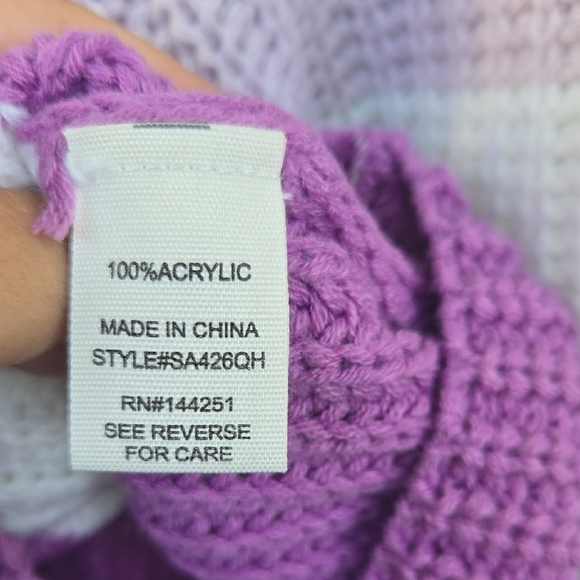 100%ACRYLIC
MADE IN CHINA
STYLE#SA426QH
RN#144251
SEE REVERSE
FOR CARE